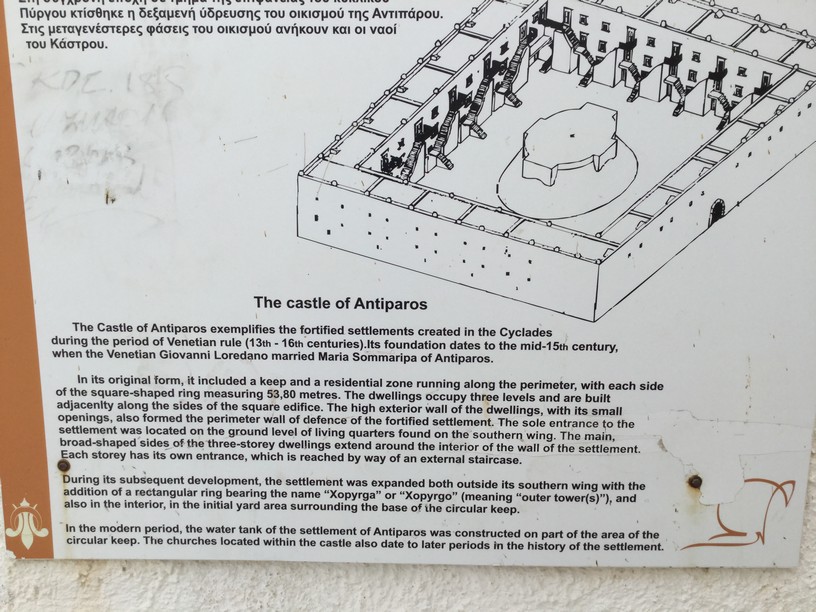 Πύργου κτίσθηκε η δεξαμενή ύδρευσης του οικισμού της Αντιπάρου.
Στις μεταγενέστερες φάσεις του οικισμού ανήκουν και οι ναοί
του Κάστρου.
The castle of Antiparos
The Castle of Antiparos exemplifies the fortified settlements created in the Cyclades
during the period of Venetian rule (13th - 16th centuries).Its foundation dates to the mid-15th century,
when the Venetian Giovanni Loredano married Maria Sommaripa of Antiparos.
In its original form, it included a keep and a residential zone running along the perimeter, with each side
of the square-shaped ring measuring 53,80 metres. The dwellings occupy three levels and are built
adjacenlty along the sides of the square edifice. The high exterior wall of the dwellings, with its small
openings, also formed the perimeter wall of defence of the fortified settlement. The sole entrance to the
settlement was located on the ground level of living quarters found on the southern wing. The main,
broad-shaped sides of the three-storey dwellings extend around the interior of the wall of the settlement.
Each storey has its own entrance, which is reached by way of an external staircase.
During its subsequent development, the settlement was expanded both outside its southern wing with the
addition of a rectangular ring bearing the name “Xopyrga” or “Xopyrgo” (meaning “outer tower(s)”), and
also in the interior, in the initial yard area surrounding the base of the circular keep.
In the modern period, the water tank of the settlement of Antiparos was constructed on part of the area of the
circular keep. The churches located within the castle also date to later periods in the history of the settlement.